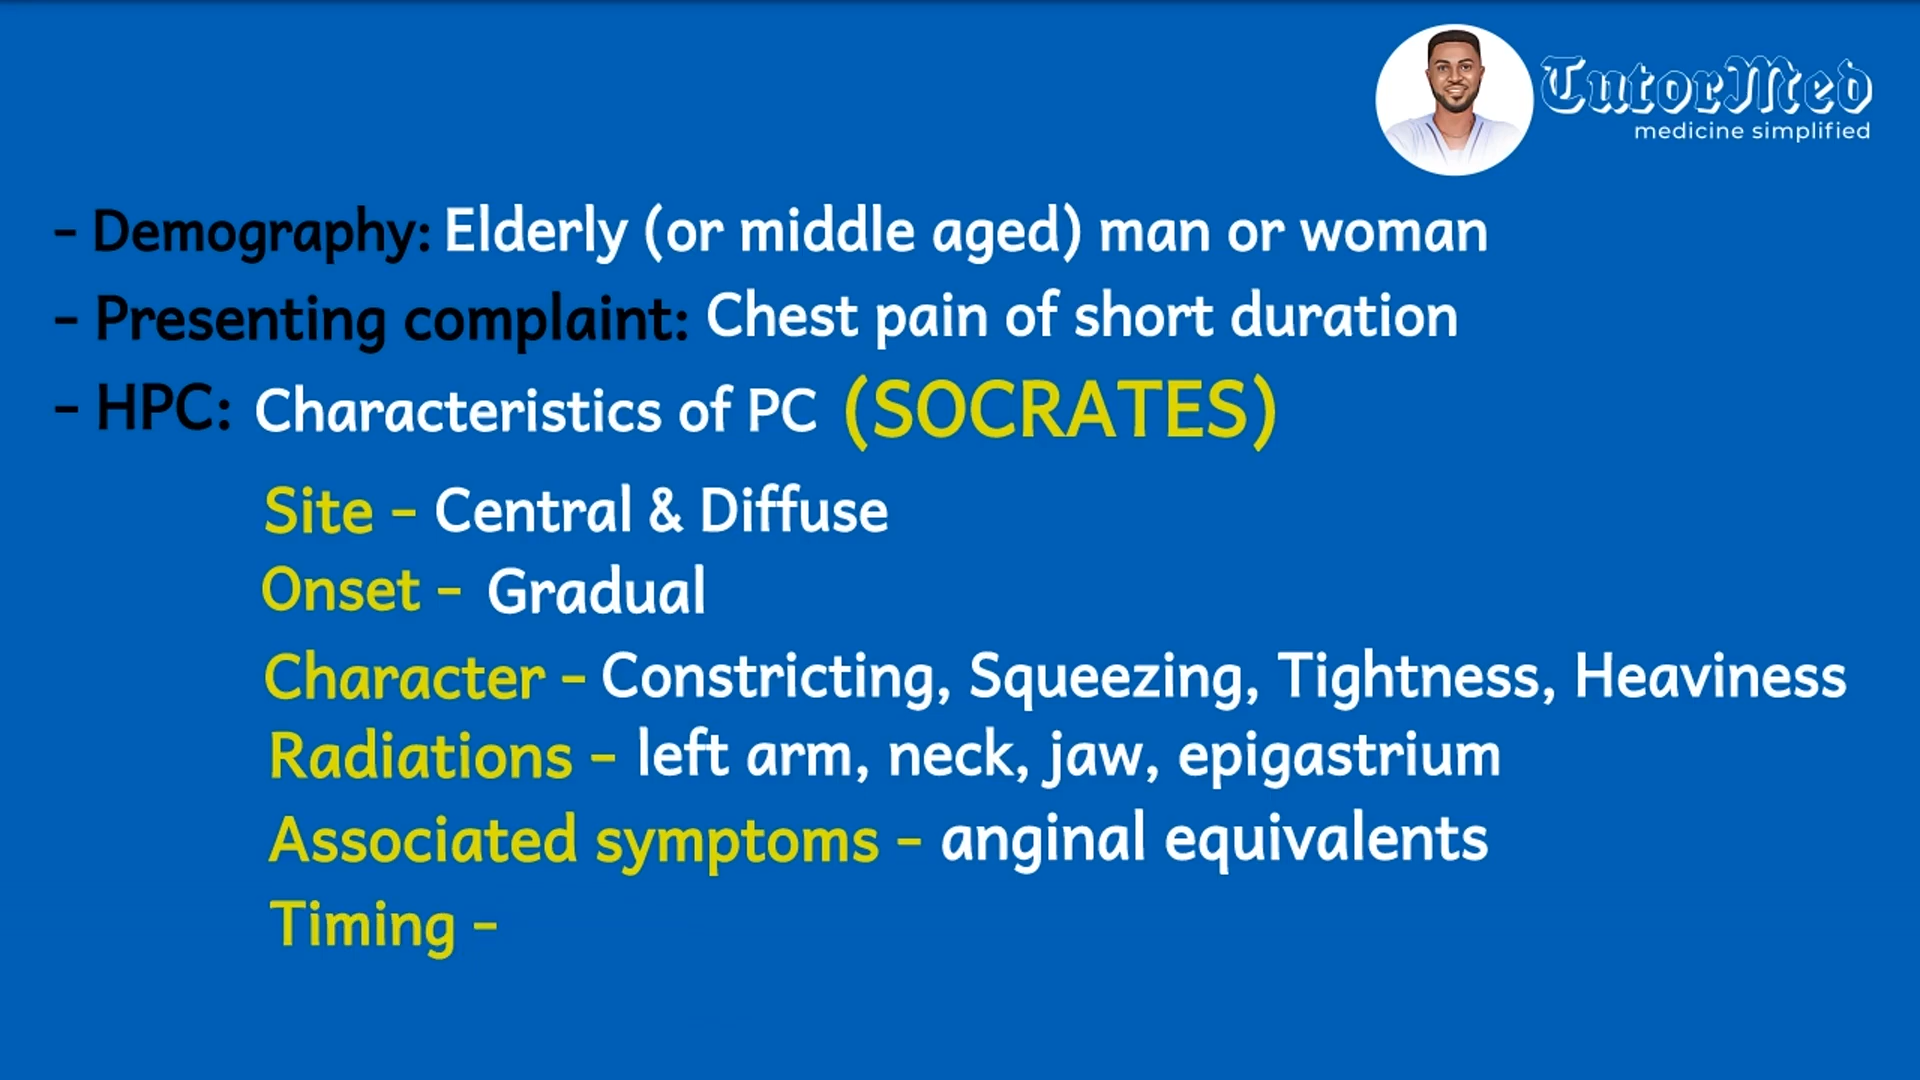 TutorMed
medicine simplified
- Demography: Elderly (or middle aged) man or woman
- Presenting complaint: Chest pain of short duration
- HPC: Characteristics of PC (SOCRATES)
Site - Central & Diffuse
Onset - Gradual
Character - Constricting, Squeezing, Tightness, Heaviness
Radiations - left arm, neck, jaw, epigastrium
Associated symptoms - anginal equivalents
Timing -